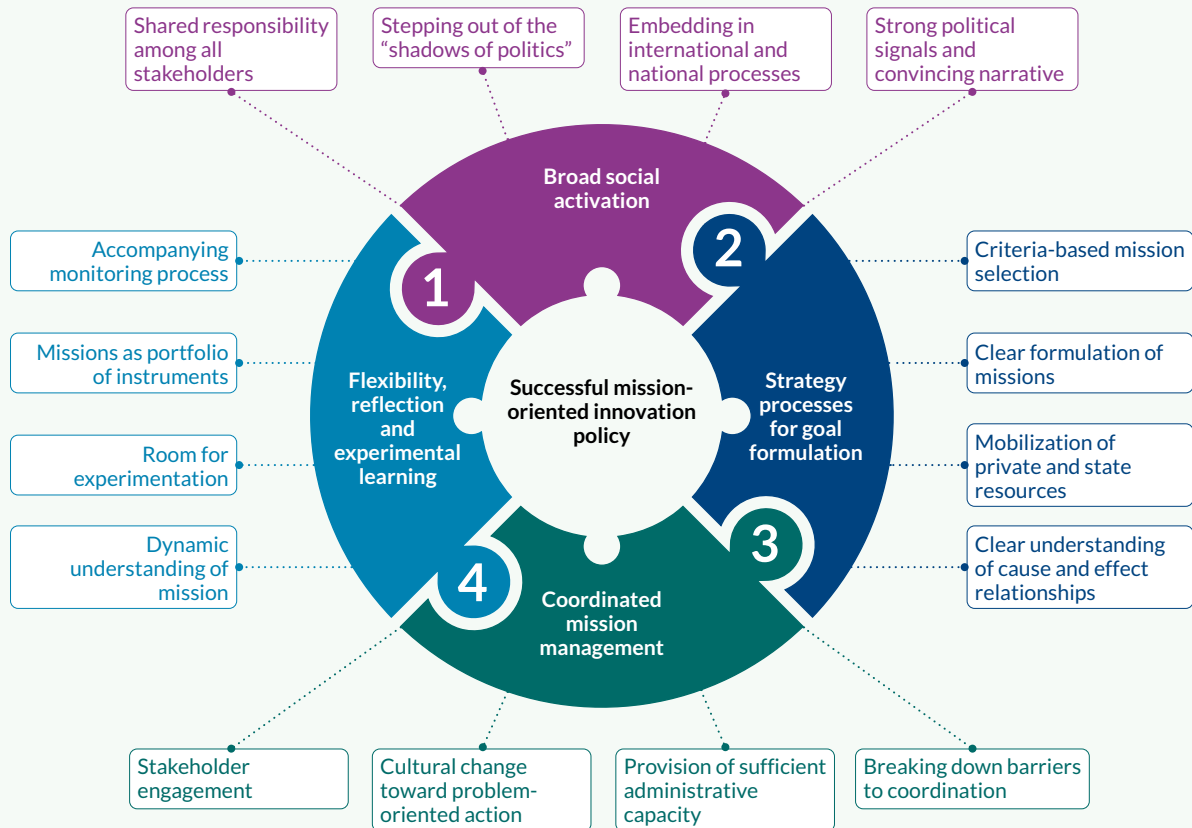 Shared responsibility
among all
stakeholders
Stepping out of the
“shadows of politics”
Embedding in
international and
national processes
Strong political
signals and
convincing narrative
Broad social
activation
1
2
Accompanying
monitoring process
Missions as portfolio
of instruments
Room for
experimentation
Dynamic
understanding of
mission
Flexibility,
reflection
and
experimental
learning
Successful mission-
oriented innovation
policy
Strategy
processes
for goal
formulation
Criteria-based mission
selection
Clear formulation of
missions
Mobilization of
private and state
resources
Clear understanding
of cause and effect
relationships
3
4
Coordinated
mission
management
Stakeholder
engagement
Cultural change
toward problem-
oriented action
Provision of sufficient
administrative
capacity
Breaking down barriers
to coordination